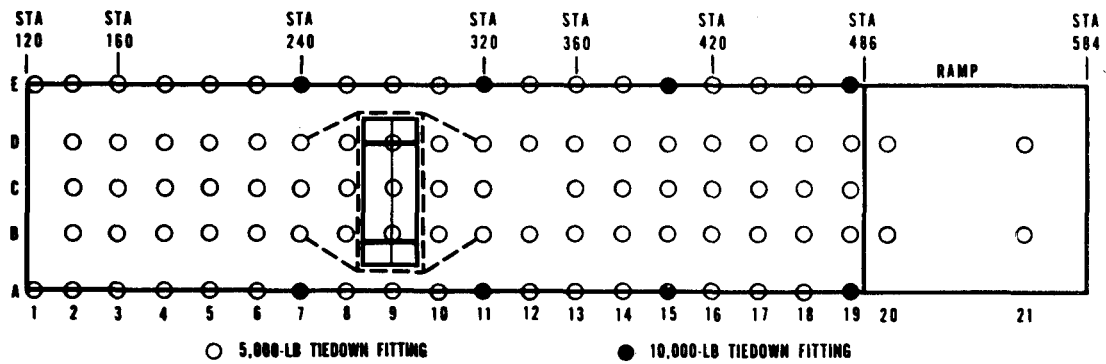 STA 120 STA 160 STA 240 STA 320 STA 360 STA 420 STA 486 STA 584
RAMP
E
D
C
B
A
1 2 3 4 5 6 7 8 9 10 11 12 13 14 15 16 17 18 19 20 21
5,000-LB TIEDOWN FITTING 10,000-LB TIEDOWN FITTING